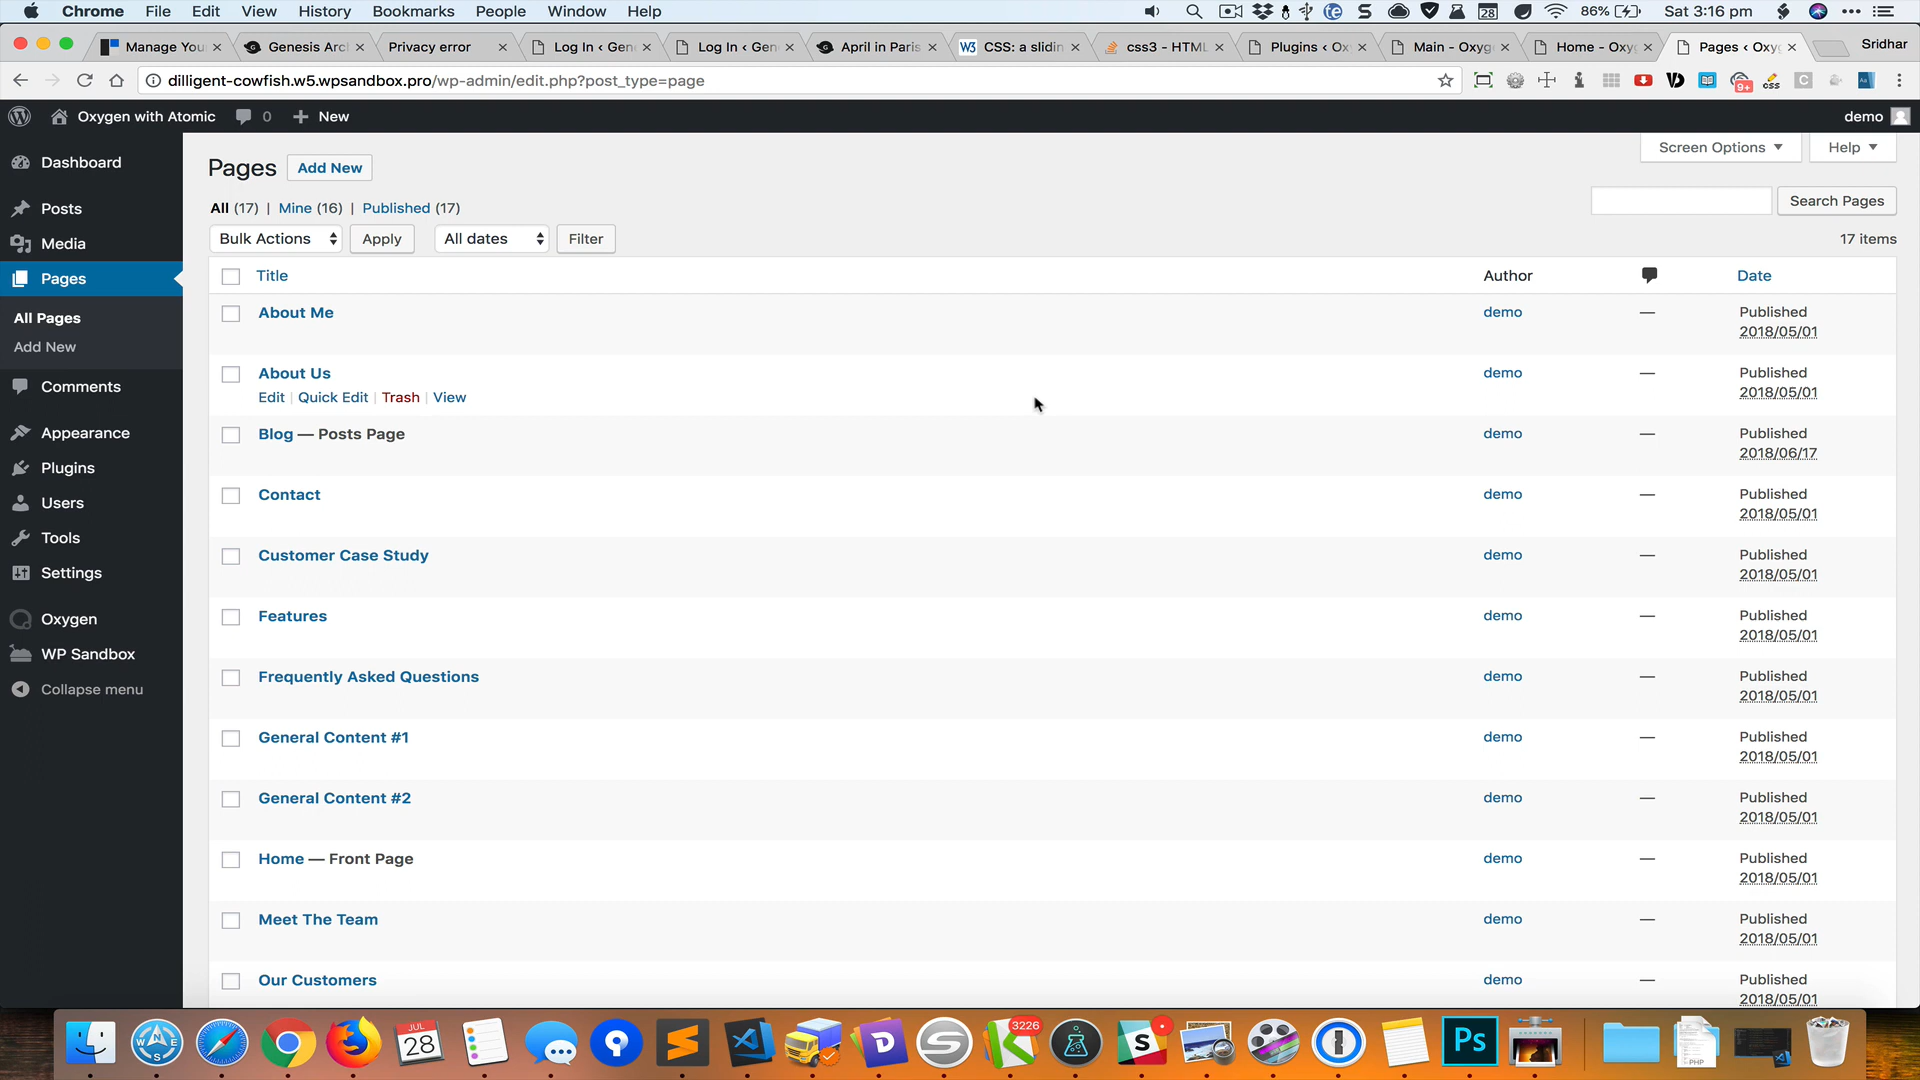 Chrome File Edit View History Bookmarks People Window Help 86% Sat 3:16 pm
Manage You Genesis Arc Privacy error Log In ‹ Gen Log In ‹ Gen April in Paris CSS: a slidin css3 - HTML Plugins ‹ Ox Main - Oxyg Home - Oxyg Pages ‹ Oxy Sridhar
dilligent-cowfish.w5.wpsandbox.pro/wp-admin/edit.php?post_type=page
Oxygen with Atomic 0 New demo
Dashboard
Posts
Media
Pages
All Pages
Add New
Comments
Appearance
Plugins
Users
Tools
Settings
Oxygen
WP Sandbox
Collapse menu
Screen Options Help
Pages Add New
All (17) | Mine (16) | Published (17)
Search Pages
Bulk Actions Apply All dates Filter 17 items
Title Author Date
About Me demo — Published
2018/05/01
About Us demo — Published
Edit | Quick Edit | Trash | View 2018/05/01
Blog — Posts Page demo — Published
2018/06/17
Contact demo — Published
2018/05/01
Customer Case Study demo — Published
2018/05/01
Features demo — Published
2018/05/01
Frequently Asked Questions demo — Published
2018/05/01
General Content #1 demo — Published
2018/05/01
General Content #2 demo — Published
2018/05/01
Home — Front Page demo — Published
2018/05/01
Meet The Team demo — Published
2018/05/01
Our Customers demo — Published
2018/05/01
JUL
28
3226
Ps
PHP